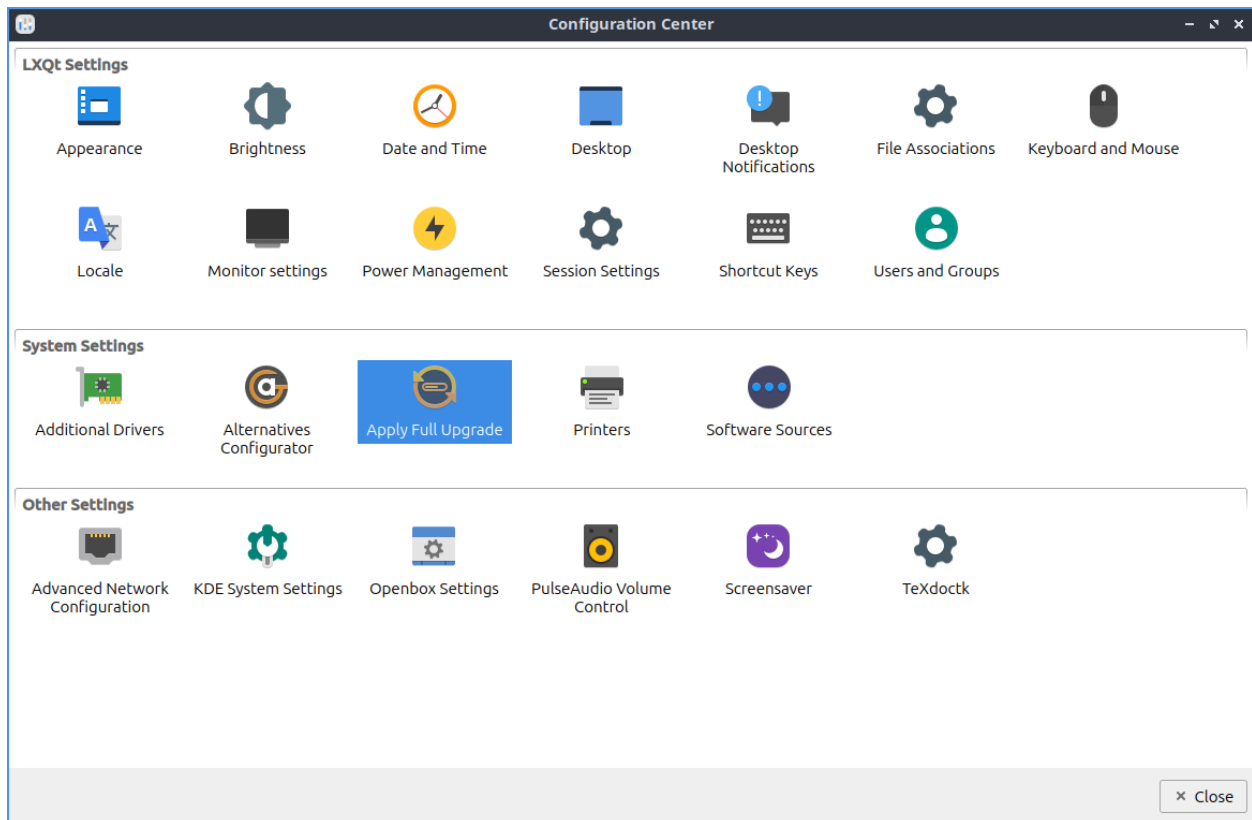 Configuration Center
LXQt Settings
Appearance
Brightness
Date and Time
Desktop
Desktop
Notifications
File Associations
Keyboard and Mouse
Locale
Monitor settings
Power Management
Session Settings
Shortcut Keys
Users and Groups
System Settings
Additional Drivers
Alternatives
Configurator
Apply Full Upgrade
Printers
Software Sources
Other Settings
Advanced Network
Configuration
KDE System Settings
Openbox Settings
PulseAudio Volume
Control
Screensaver
TeXdoctk
Close